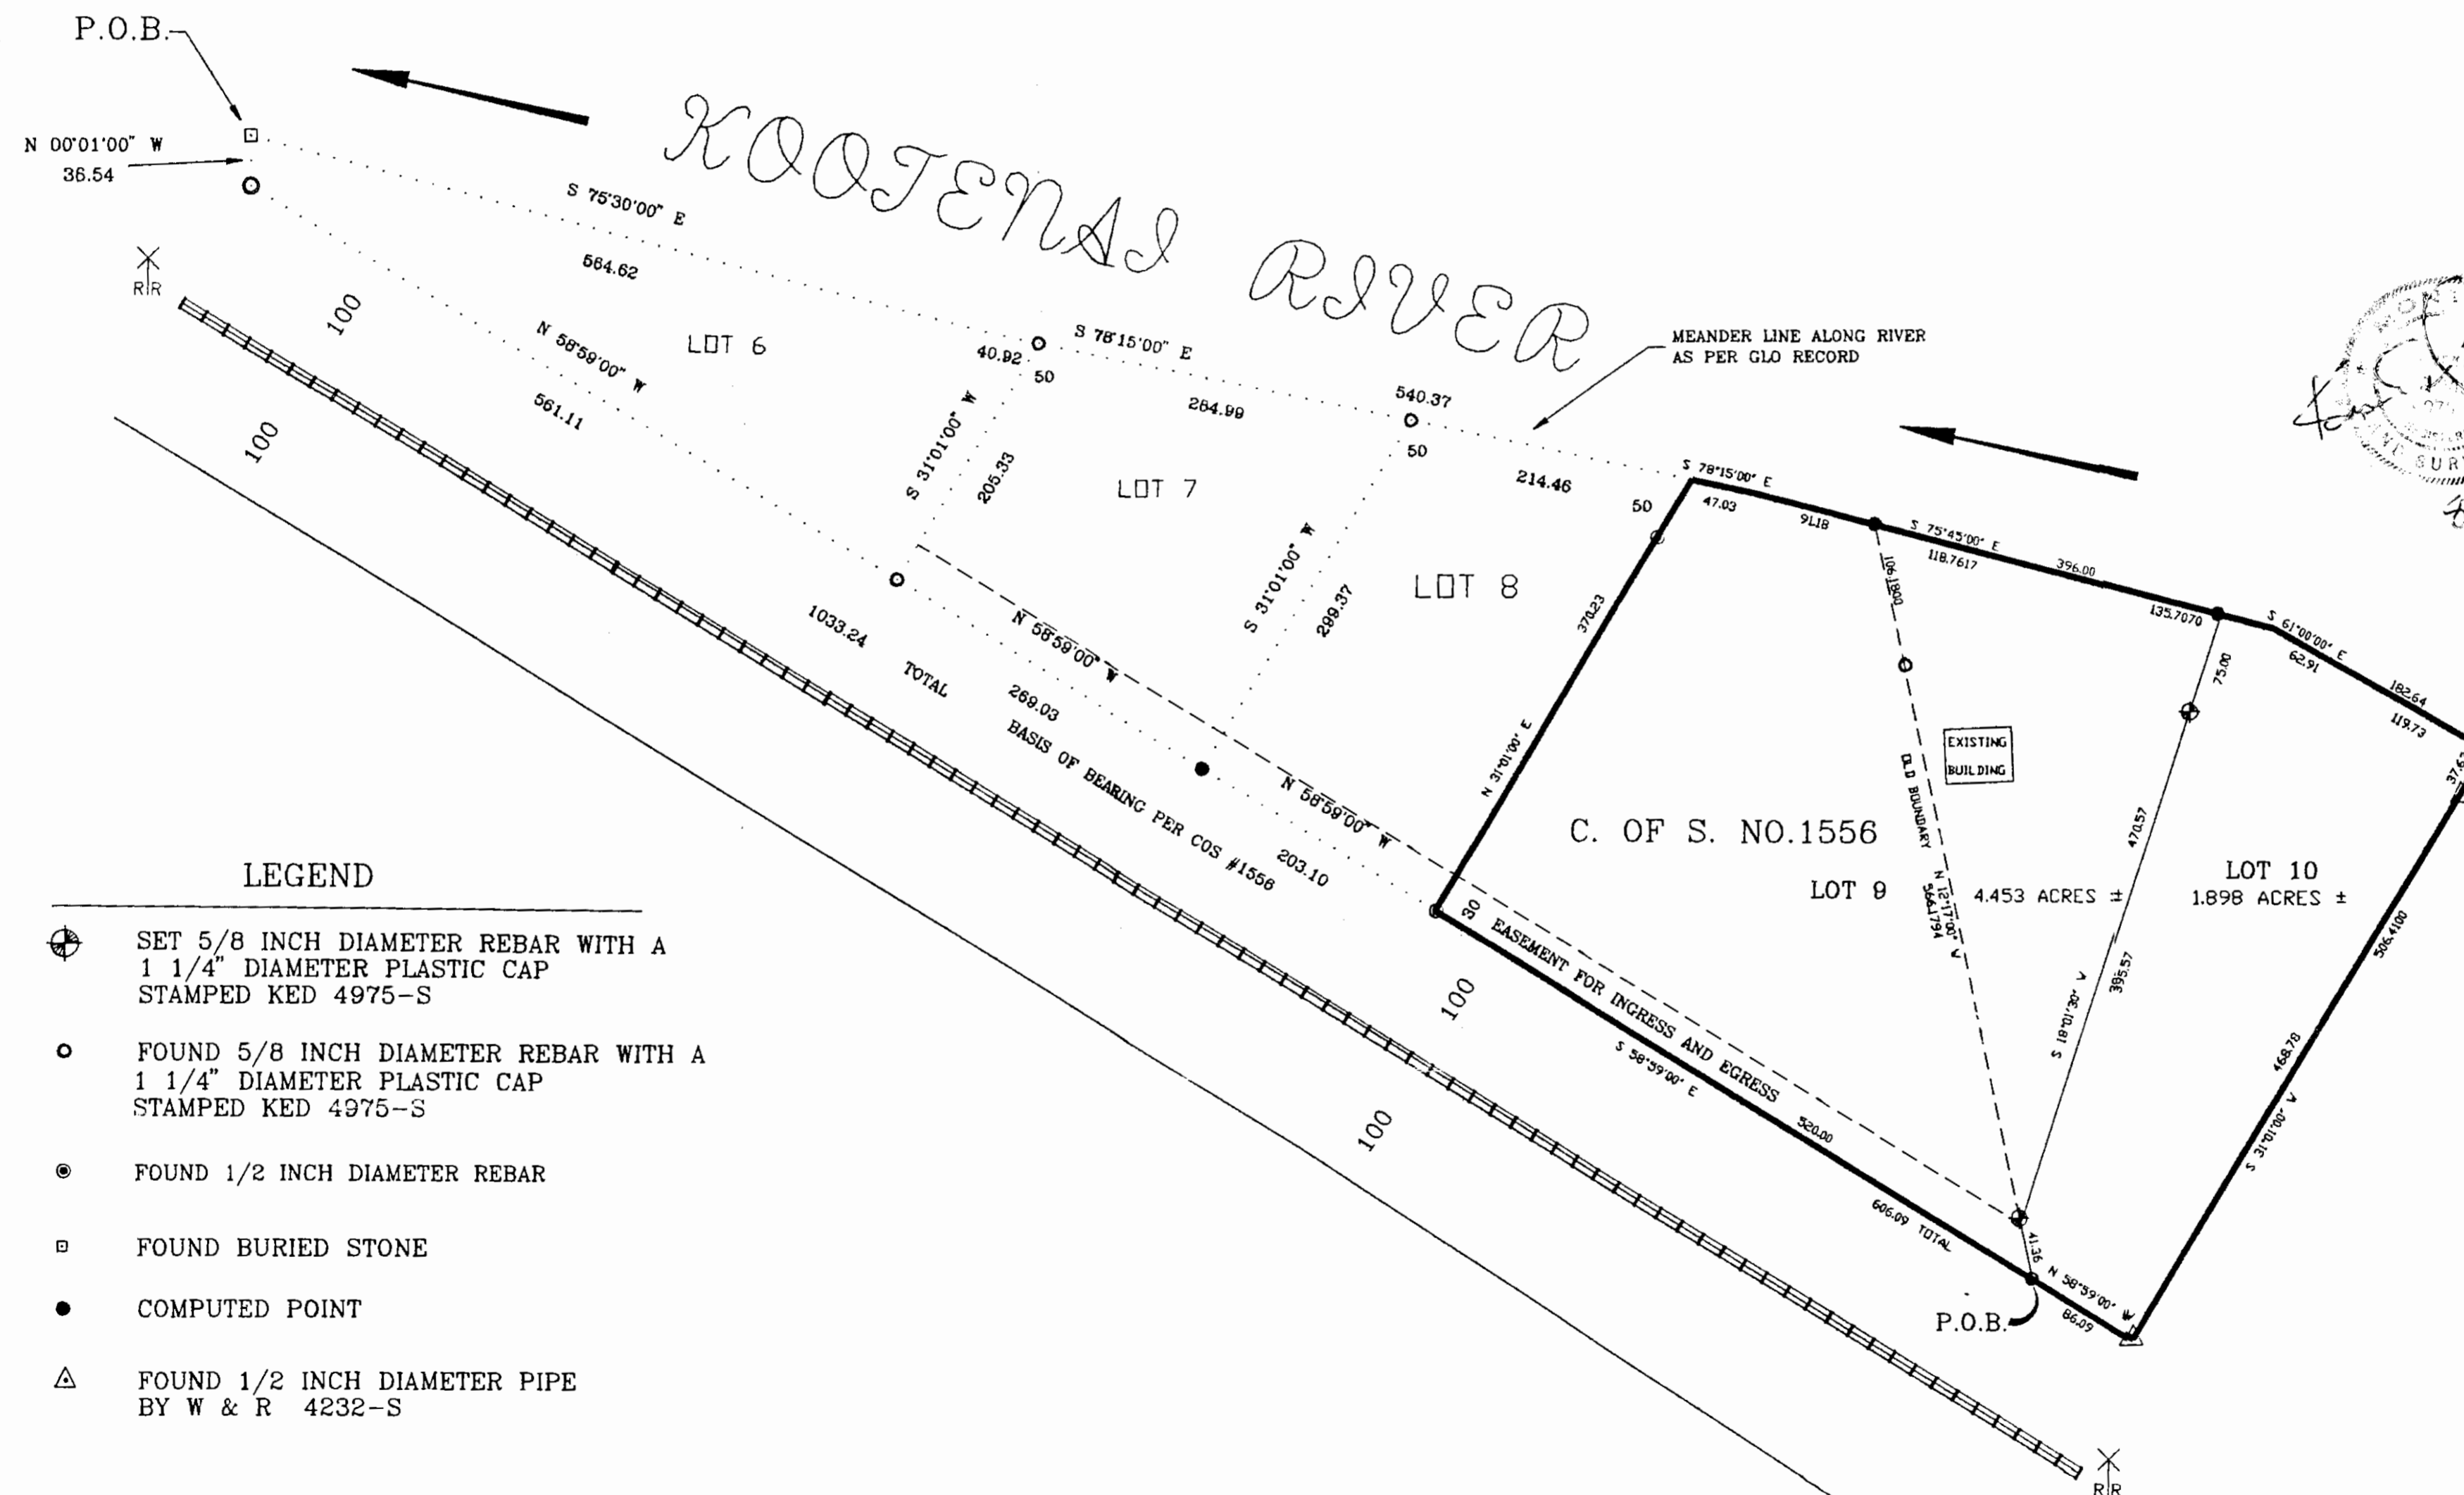 P.O.B.
N 00°01'00" W
36.54
KOOTENAI RIVER
S 75°30'00" E
564.62
R R
100
100
N 58°59'00" W
561.11
LOT 6
40.92
50
S 78°15'00" E
264.99
540.37
50
MEANDER LINE ALONG RIVER
AS PER GLO RECORD
S 31°01'00" W
205.33
LOT 7
214.46
50
S 31°01'00" W
299.37
LOT 8
S 78°15'00" E
47.03
91.18
S 75°45'00" E
118.7617
396.00
135.7070
S 61°00'00" E
62.91
182.64
119.73
106.1800
75.00
370.23
N 31°01'00" E
1033.24
TOTAL
N 58°59'00" W
269.03
BASIS OF BEARING PER COS #1556
N 58°59'00" W
203.10
EXISTING
BUILDING
OLD BOUNDARY
N 12°17'00" W
566.1794
C. OF S. NO.1556
LOT 9
4.453 ACRES ±
470.57
LOT 10
1.898 ACRES ±
506.4100
395.57
S 18°01'30" W
468.78
S 31°01'00" W
30
EASEMENT FOR INGRESS AND EGRESS
100
100
S 58°59'00" E
520.00
606.09 TOTAL
41.36
N 58°59'00" W
86.09
P.O.B.
R R
LEGEND
SET 5/8 INCH DIAMETER REBAR WITH A
1 1/4" DIAMETER PLASTIC CAP
STAMPED KED 4975-S
FOUND 5/8 INCH DIAMETER REBAR WITH A
1 1/4" DIAMETER PLASTIC CAP
STAMPED KED 4975-S
FOUND 1/2 INCH DIAMETER REBAR
FOUND BURIED STONE
COMPUTED POINT
FOUND 1/2 INCH DIAMETER PIPE
BY W & R 4232-S